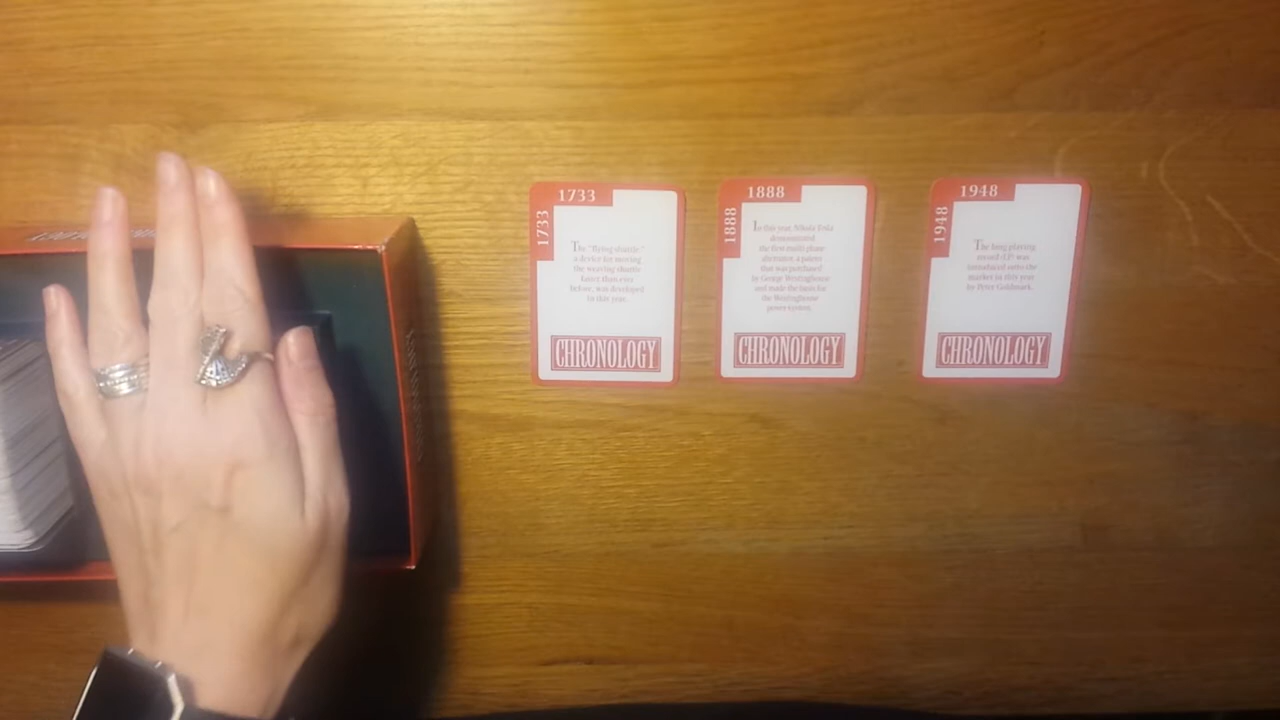 1733
1733
The "flying shuttle"
a device for moving
the weaving shuttle
faster than ever
before, was developed
in this year.
CHRONOLOGY
1888
1888
In this year, Nikola Tesla
demonstrated
the first multi-phase
alternator, a patent
that was purchased
by George Westinghouse
and made the basis for
the Westinghouse
power system.
CHRONOLOGY
1948
1948
The long-playing
record (LP) was
introduced onto the
market in this year
by Peter Goldmark.
CHRONOLOGY